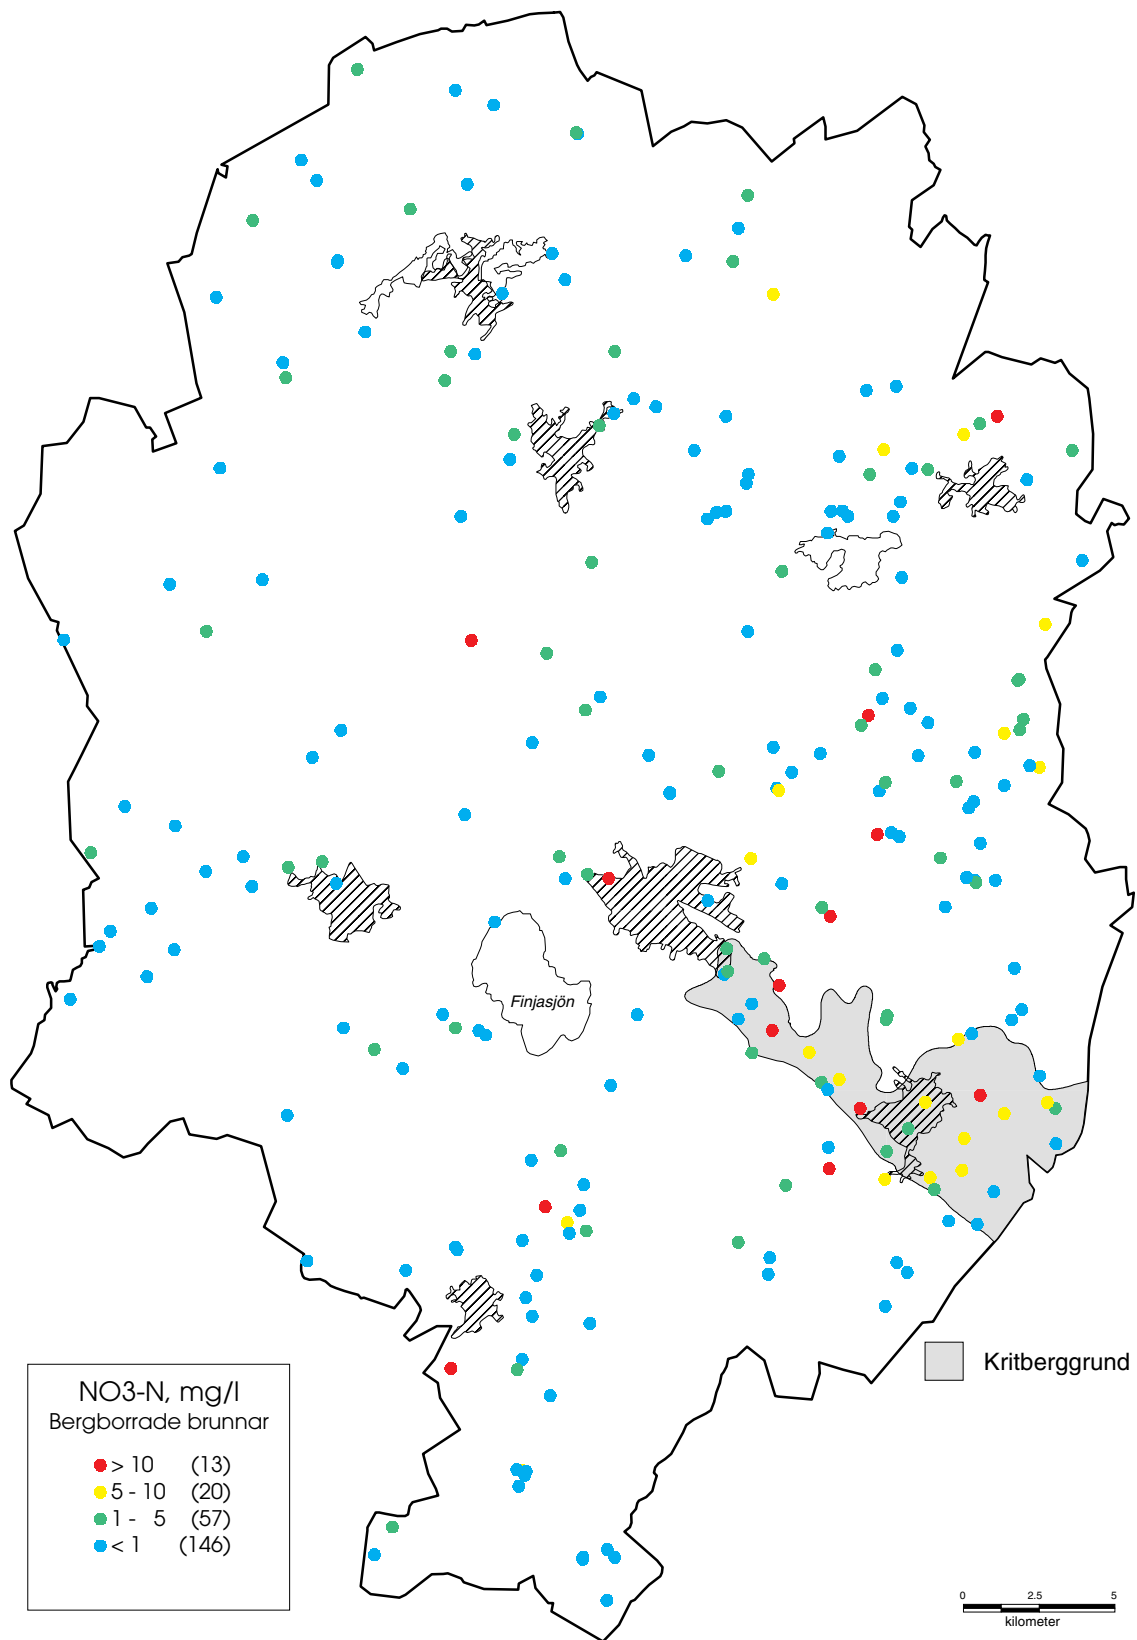 Finjasjön
Kritberggrund
NO3-N, mg/l
Bergborrade brunnar
> 10 (13)
5 - 10 (20)
1 - 5 (57)
< 1 (146)
0 2.5 5
kilometer